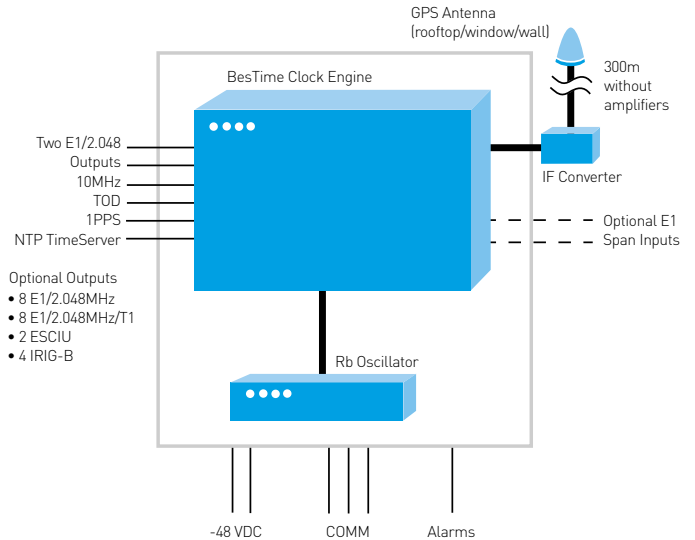 GPS Antenna
(rooftop/window/wall)
300m
without
amplifiers
BesTime Clock Engine
Two E1/2.048
Outputs
10MHz
TOD
1PPS
NTP TimeServer
IF Converter
Optional E1
Span Inputs
Optional Outputs
• 8 E1/2.048MHz
• 8 E1/2.048MHz/T1
• 2 ESCIU
• 4 IRIG-B
Rb Oscillator
-48 VDC
COMM
Alarms